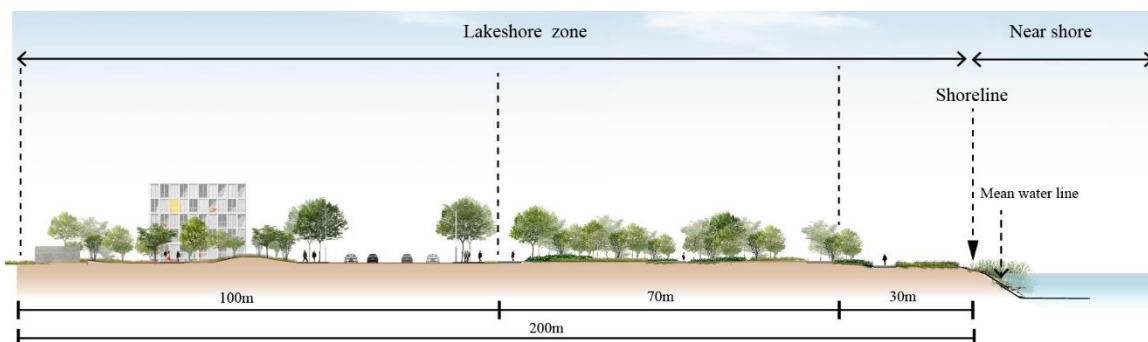 Lakeshore zone
Near shore
Shoreline
Mean water line
100m
70m
30m
200m